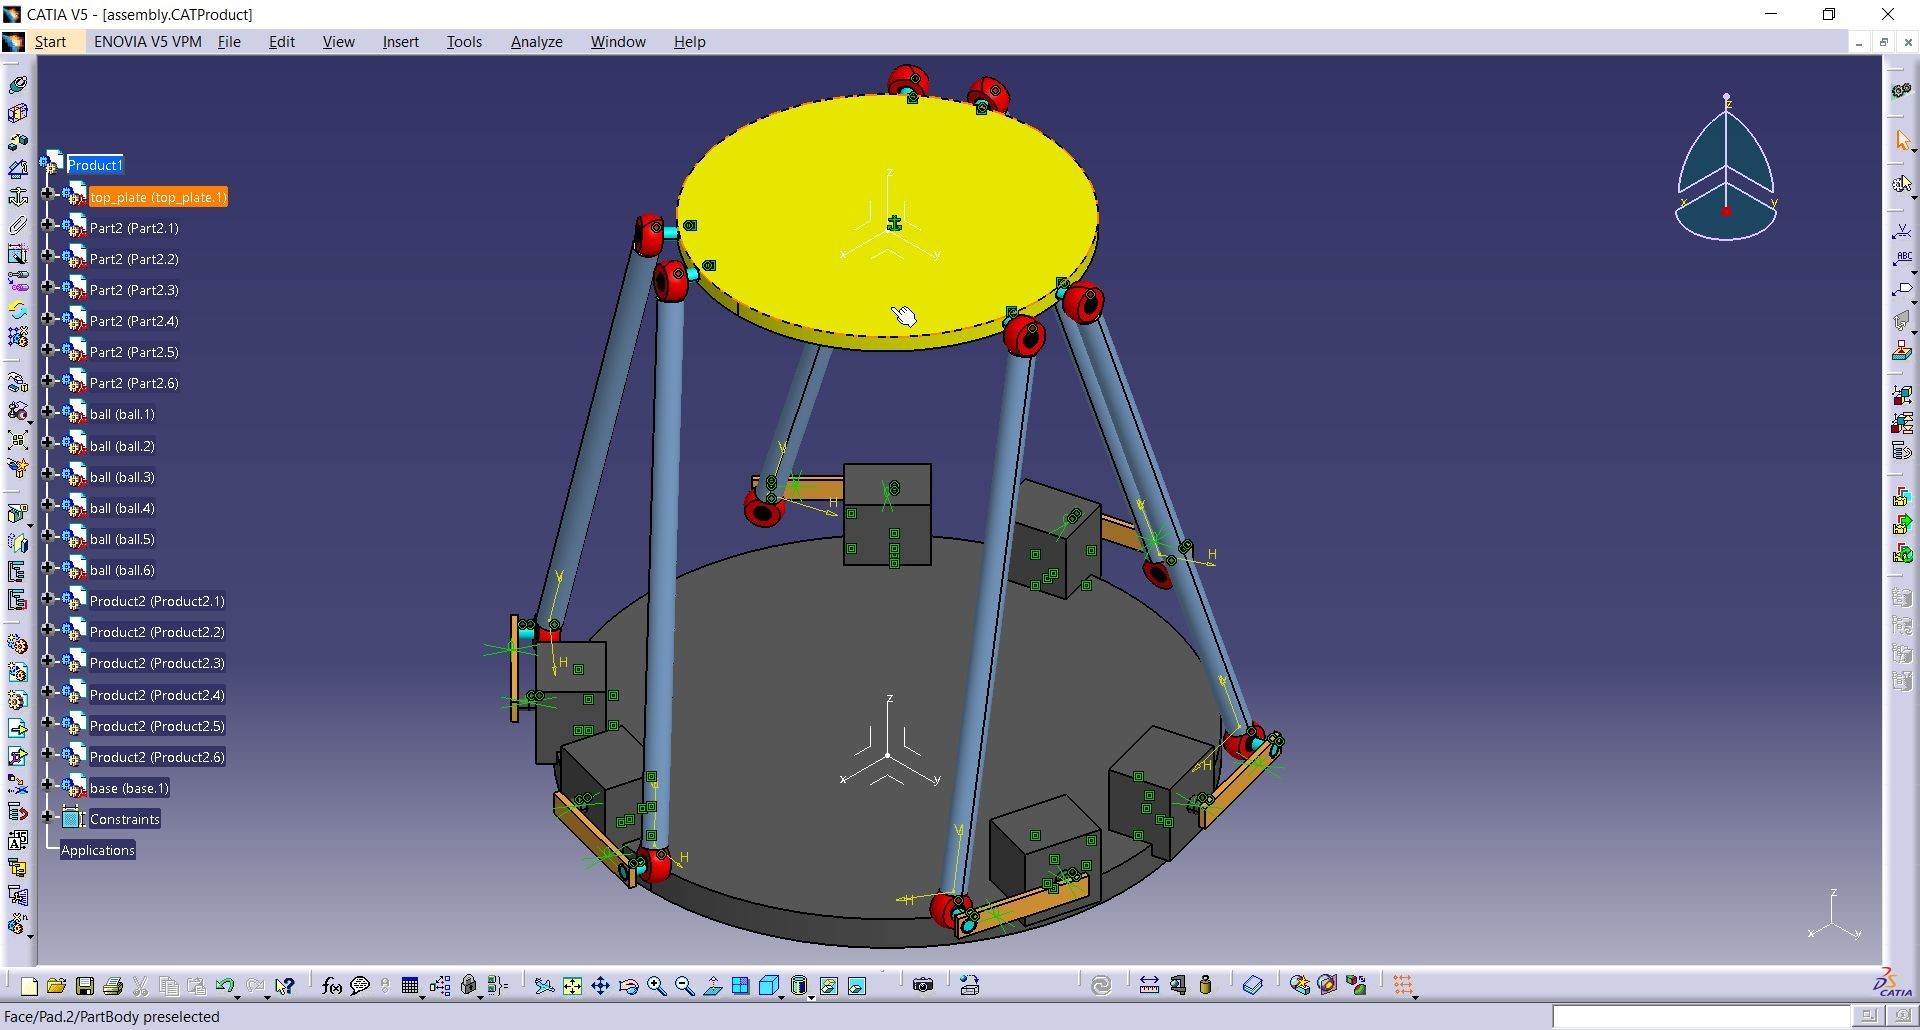 CATIA V5 - [assembly.CATProduct]
Start ENOVIA V5 VPM File Edit View Insert Tools Analyze Window Help
Product1
top_plate (top_plate.1)
Part2 (Part2.1)
Part2 (Part2.2)
Part2 (Part2.3)
Part2 (Part2.4)
Part2 (Part2.5)
Part2 (Part2.6)
ball (ball.1)
ball (ball.2)
ball (ball.3)
ball (ball.4)
ball (ball.5)
ball (ball.6)
Product2 (Product2.1)
Product2 (Product2.2)
Product2 (Product2.3)
Product2 (Product2.4)
Product2 (Product2.5)
Product2 (Product2.6)
base (base.1)
Constraints
Applications
z
x y
z
x y
V
H
V
H
V
H
V
H
V
H
V
H
z
x y
z
x y
ABC
f(x)
CATIA
Face/Pad.2/PartBody preselected